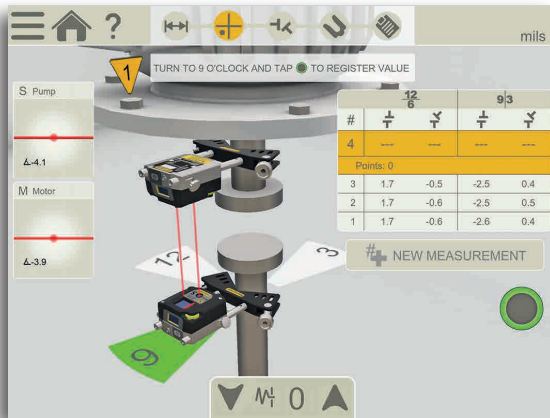 ?
mils
1
TURN TO 9 O'CLOCK AND TAP TO REGISTER VALUE
S Pump
∡-4.1
M Motor
∡-3.9
12
6
9|3
#
4 --- --- --- ---
Points: 0
3 1.7 -0.5 -2.5 0.4
2 1.7 -0.6 -2.5 0.5
1 1.7 -0.6 -2.6 0.4
# NEW MEASUREMENT
12
3
9
0